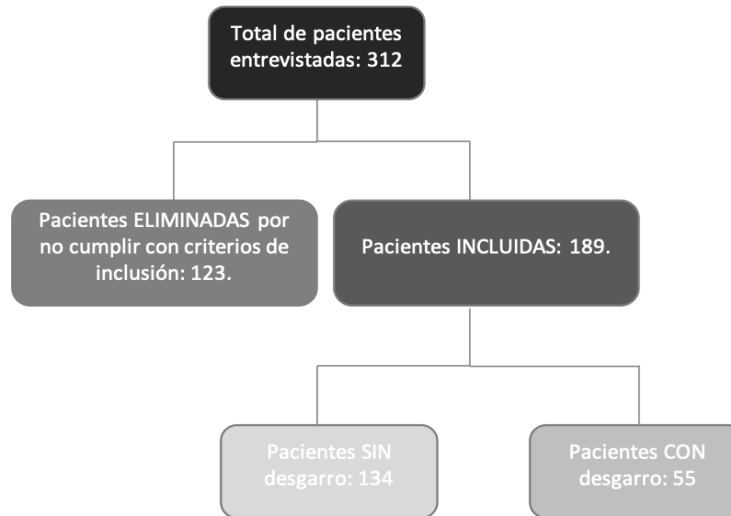 Total de pacientes
entrevistadas: 312
Pacientes ELIMINADAS por
no cumplir con criterios de
inclusión: 123.
Pacientes INCLUIDAS: 189.
Pacientes SIN
desgarro: 134
Pacientes CON
desgarro: 55